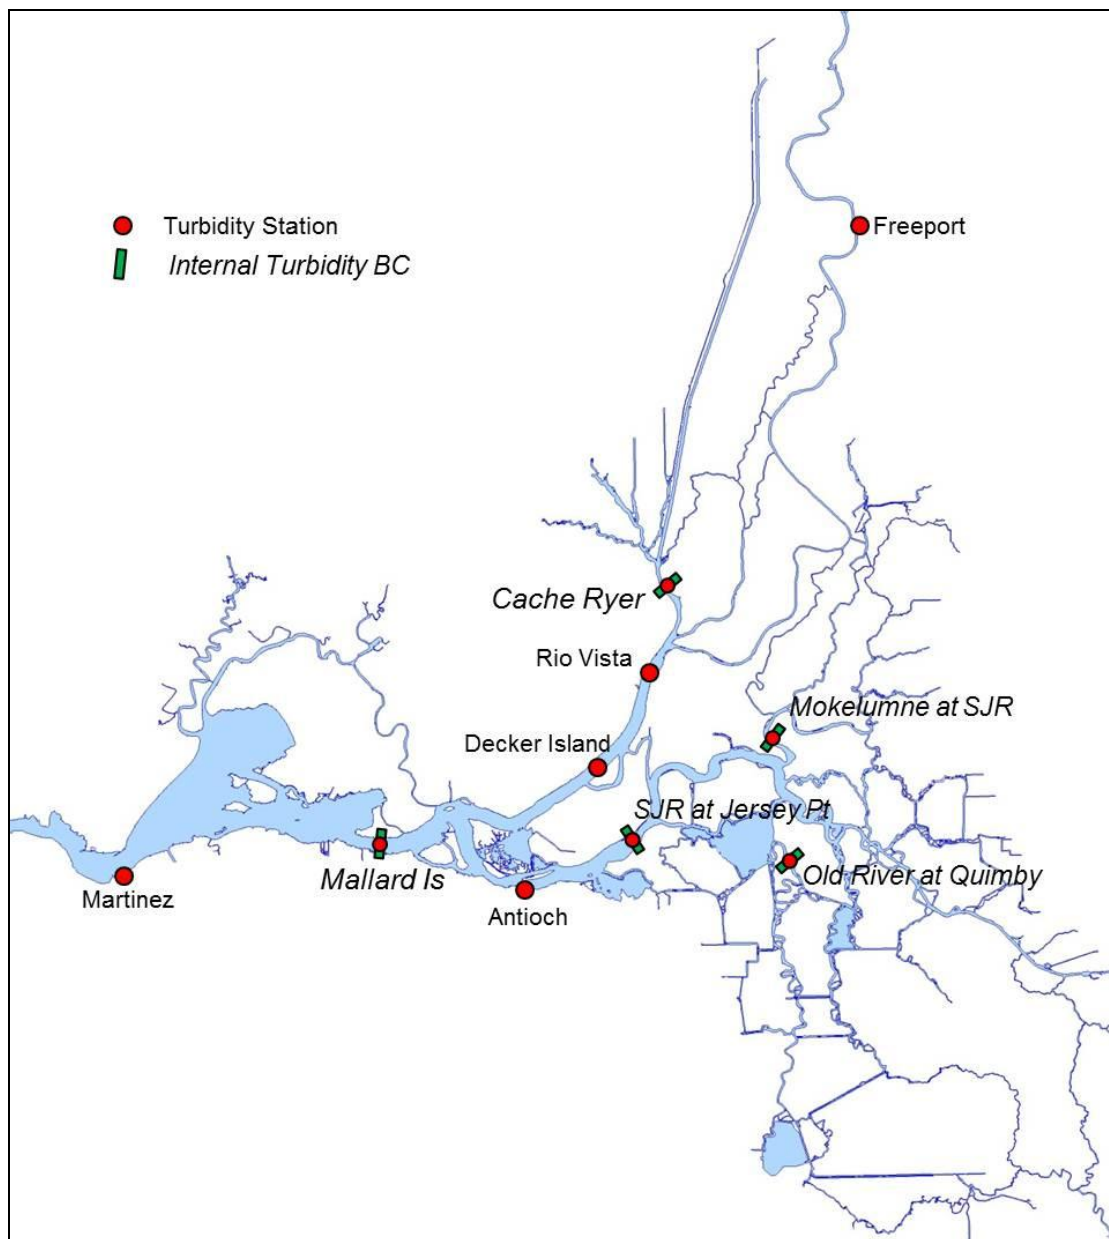 Turbidity Station
Freeport
Internal Turbidity BC
Cache Ryer
Rio Vista
Mokelumne at SJR
Decker Island
SJR at Jersey Pt
Mallard Is
Old River at Quimby
Martinez
Antioch